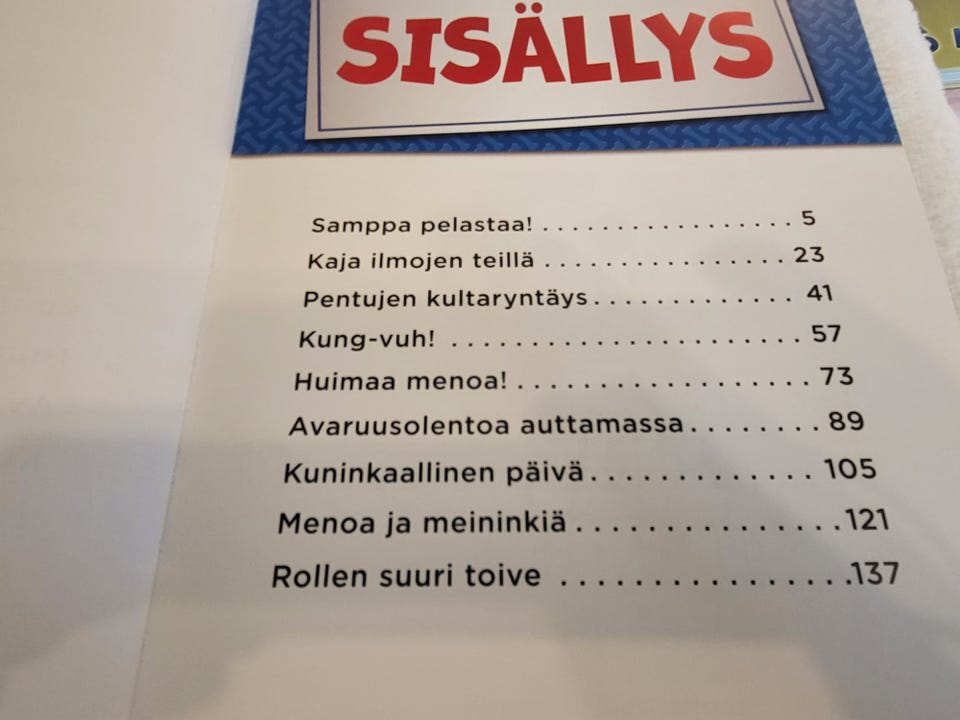 SISÄLLYS
Samppa pelastaa! . . . . . . . . . . . . . . . . . 5
Kaja ilmojen teillä . . . . . . . . . . . . . . . . 23
Pentujen kultaryntäys . . . . . . . . . . . . . 41
Kung-vuh! . . . . . . . . . . . . . . . . . . . . . . . 57
Huimaa menoa! . . . . . . . . . . . . . . . . . . . 73
Avaruusolentoa auttamassa . . . . . . . . 89
Kuninkaallinen päivä . . . . . . . . . . . . . . 105
Menoa ja meininkiä . . . . . . . . . . . . . . . . 121
Rollen suuri toive . . . . . . . . . . . . . . . . . 137